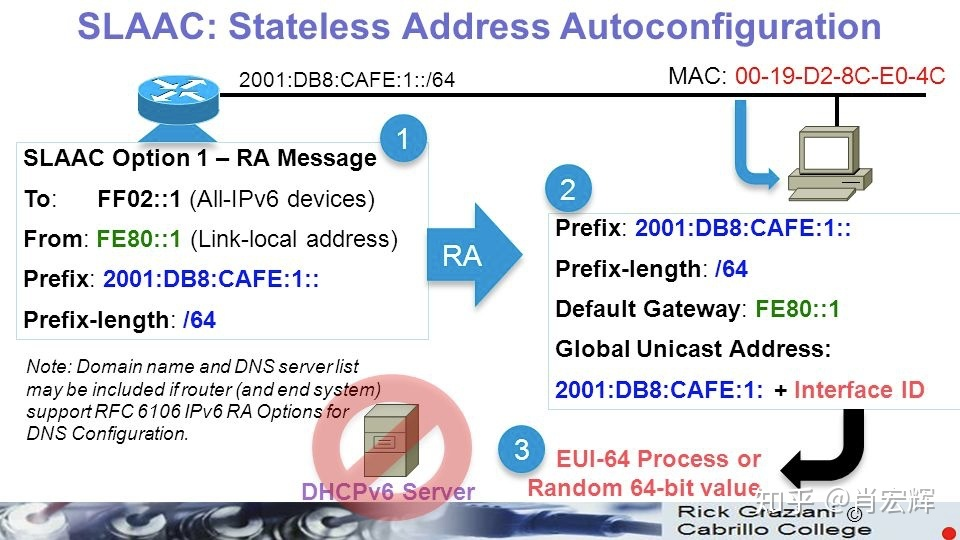 SLAAC: Stateless Address Autoconfiguration
2001:DB8:CAFE:1::/64
MAC: 00-19-D2-8C-E0-4C
1
SLAAC Option 1 – RA Message
To: FF02::1 (All-IPv6 devices)
From: FE80::1 (Link-local address)
Prefix: 2001:DB8:CAFE:1::
Prefix-length: /64
RA
2
Prefix: 2001:DB8:CAFE:1::
Prefix-length: /64
Default Gateway: FE80::1
Global Unicast Address:
2001:DB8:CAFE:1: + Interface ID
Note: Domain name and DNS server list
may be included if router (and end system)
support RFC 6106 IPv6 RA Options for
DNS Configuration.
DHCPv6 Server
3
EUI-64 Process or
Random 64-bit value
知乎 @肖宏辉
Rick Graziani ©
Cabrillo College